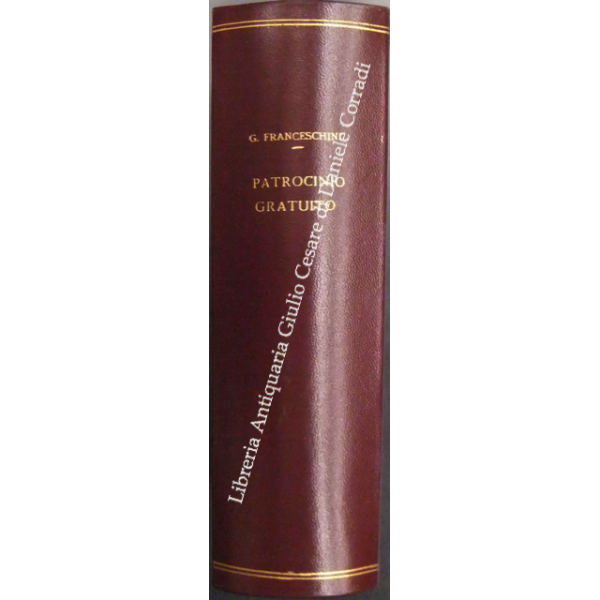 G. FRANCESCHINI
PATROCINIO
GRATUITO
Libreria Antiquaria Giulio Cesare di Daniele Corradi